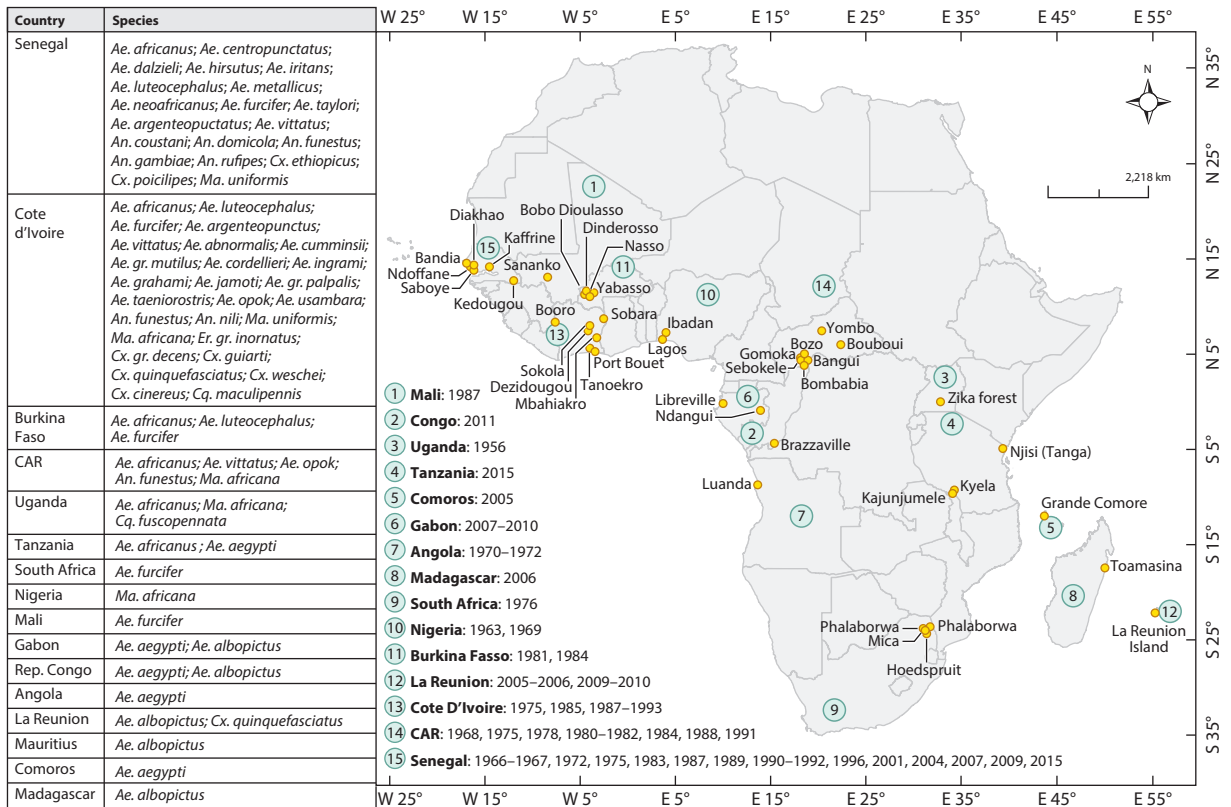 Country Species
Senegal
Ae. africanus; Ae. centropunctatus;
Ae. dalzieli; Ae. hirsutus; Ae. iritans;
Ae. luteocephalus; Ae. metallicus;
Ae. neoafricanus; Ae. furcifer; Ae. taylori;
Ae. argenteopuctatus; Ae. vittatus;
An. coustani; An. domicola; An. funestus;
An. gambiae; An. rufipes; Cx. ethiopicus;
Cx. poicilipes; Ma. uniformis
Cote
d'Ivoire
Ae. africanus; Ae. luteocephalus;
Ae. furcifer; Ae. argenteopunctus;
Ae. vittatus; Ae. abnormalis; Ae. cumminsii;
Ae. gr. mutilus; Ae. cordellieri; Ae. ingrami;
Ae. grahami; Ae. jamoti; Ae. gr. palpalis;
Ae. taeniorostris; Ae. opok; Ae. usambara;
An. funestus; An. nili; Ma. uniformis;
Ma. africana; Er. gr. inornatus;
Cx. gr. decens; Cx. guiarti;
Cx. quinquefasciatus; Cx. weschei;
Cx. cinereus; Cq. maculipennis
Burkina
Faso
Ae. africanus; Ae. luteocephalus;
Ae. furcifer
CAR
Ae. africanus; Ae. vittatus; Ae. opok;
An. funestus; Ma. africana
Uganda
Ae. africanus; Ma. africana;
Cq. fuscopennata
Tanzania Ae. africanus ; Ae. aegypti
South Africa Ae. furcifer
Nigeria Ma. africana
Mali Ae. furcifer
Gabon Ae. aegypti; Ae. albopictus
Rep. Congo Ae. aegypti; Ae. albopictus
Angola Ae. aegypti
La Reunion Ae. albopictus; Cx. quinquefasciatus
Mauritius Ae. albopictus
Comoros Ae. aegypti
Madagascar Ae. albopictus
W 25° W 15° W 5° E 5° E 15° E 25° E 35° E 45° E 55°
N 35°
N 25°
N 15°
N 15°
S 5°
S 15°
S 25°
S 35°
N
2,218 km
1
Bobo Dioulasso
Diakhao
Dinderosso
15
Kaffrine
Nasso
Bandia
Sananko
11
Ndoffane
Saboye
Yabasso
14
Kedougou
10
Booro
Sobara
Ibadan
Yombo
13
Bozo
Bouboui
Lagos
Gomoka
Bangui
Sokola
Port Bouet
Sebokele
Dezidougou
Tanoekro
Bombabia
3
Mbahiakro
6
Libreville
Zika forest
Ndangui
4
2
Brazzaville
Njisi (Tanga)
Luanda
Kyela
Kajunjumele
Grande Comore
7
5
Toamasina
8
12
La Reunion
Island
Phalaborwa
Phalaborwa
Mica
Hoedspruit
9
1 Mali: 1987
2 Congo: 2011
3 Uganda: 1956
4 Tanzania: 2015
5 Comoros: 2005
6 Gabon: 2007–2010
7 Angola: 1970–1972
8 Madagascar: 2006
9 South Africa: 1976
10 Nigeria: 1963, 1969
11 Burkina Fasso: 1981, 1984
12 La Reunion: 2005–2006, 2009–2010
13 Cote D'Ivoire: 1975, 1985, 1987–1993
14 CAR: 1968, 1975, 1978, 1980–1982, 1984, 1988, 1991
15 Senegal: 1966–1967, 1972, 1975, 1983, 1987, 1989, 1990–1992, 1996, 2001, 2004, 2007, 2009, 2015
W 25° W 15° W 5° E 5° E 15° E 25° E 35° E 45° E 55°